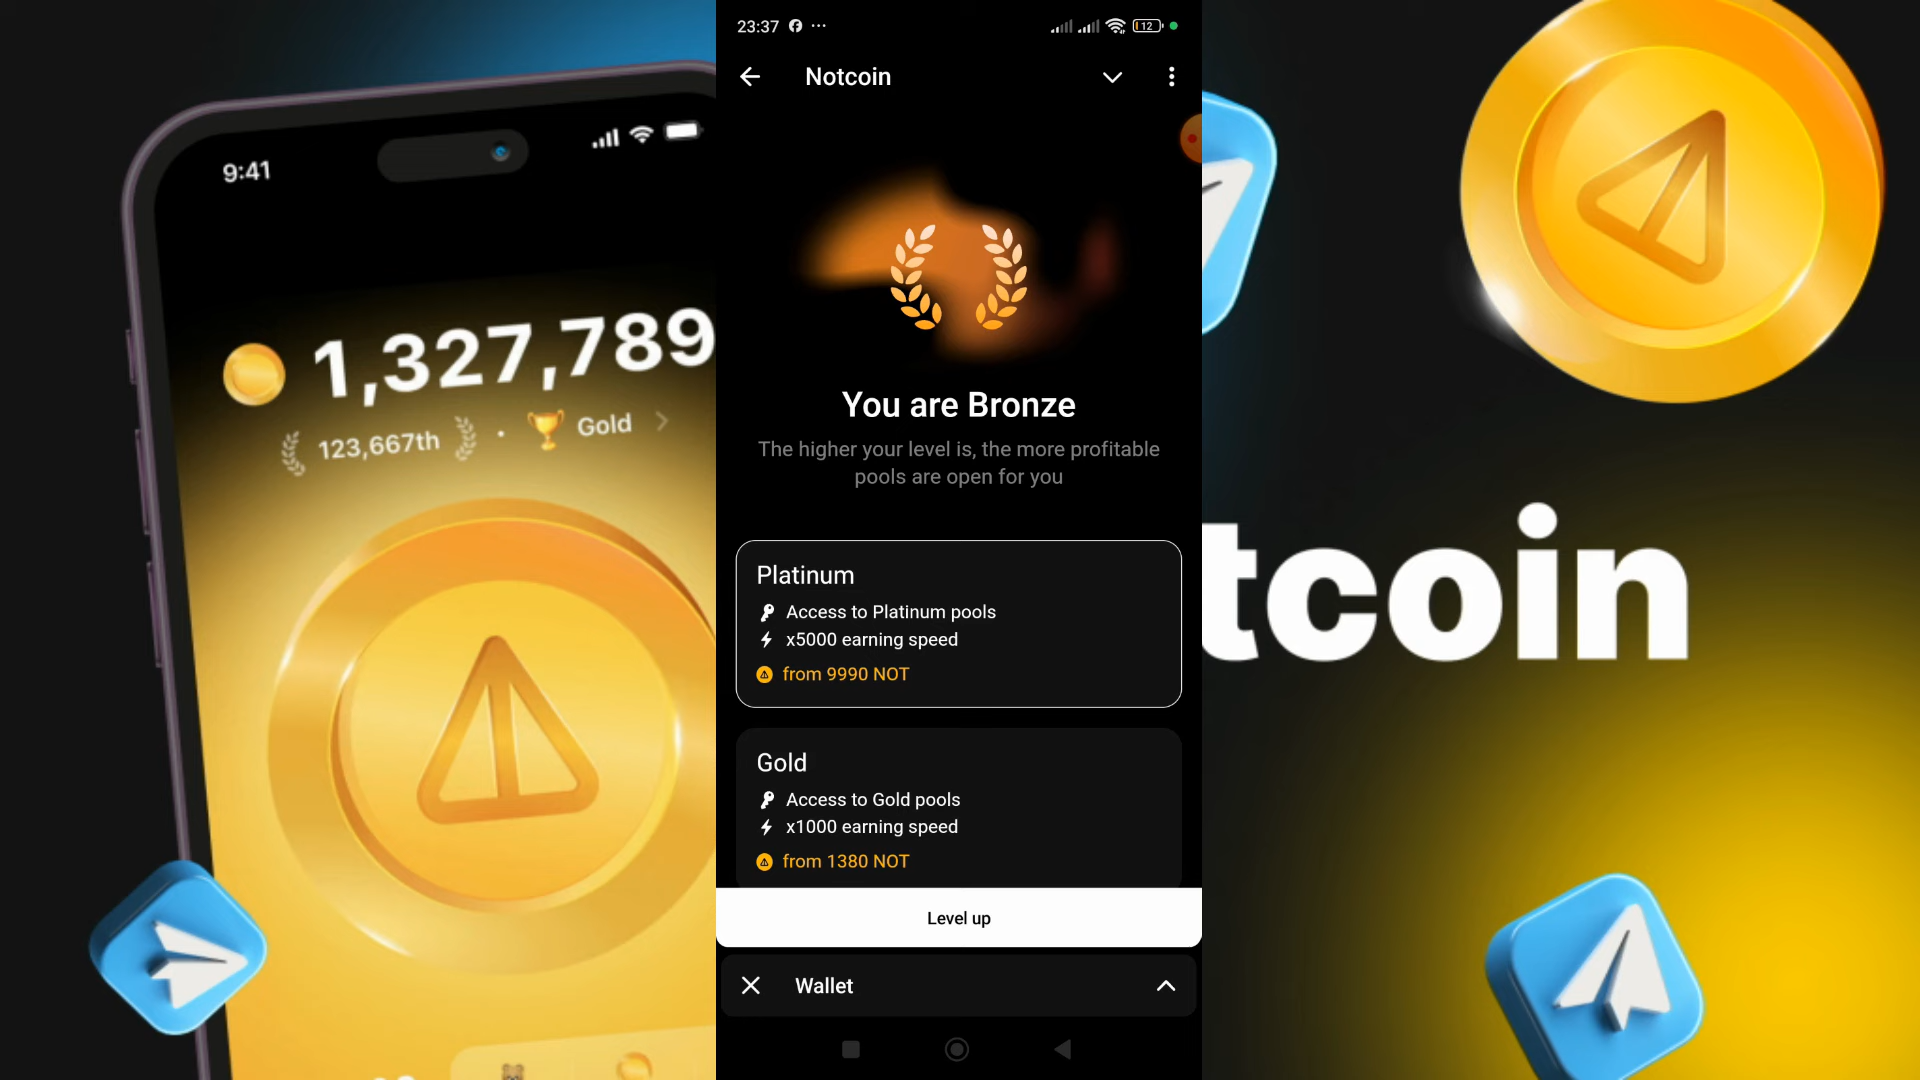 9:41
1,327,789
123,667th · Gold
23:37
12
Notcoin
You are Bronze
The higher your level is, the more profitable
pools are open for you
Platinum
Access to Platinum pools
x5000 earning speed
from 9990 NOT
Gold
Access to Gold pools
x1000 earning speed
from 1380 NOT
Level up
Wallet
tcoin